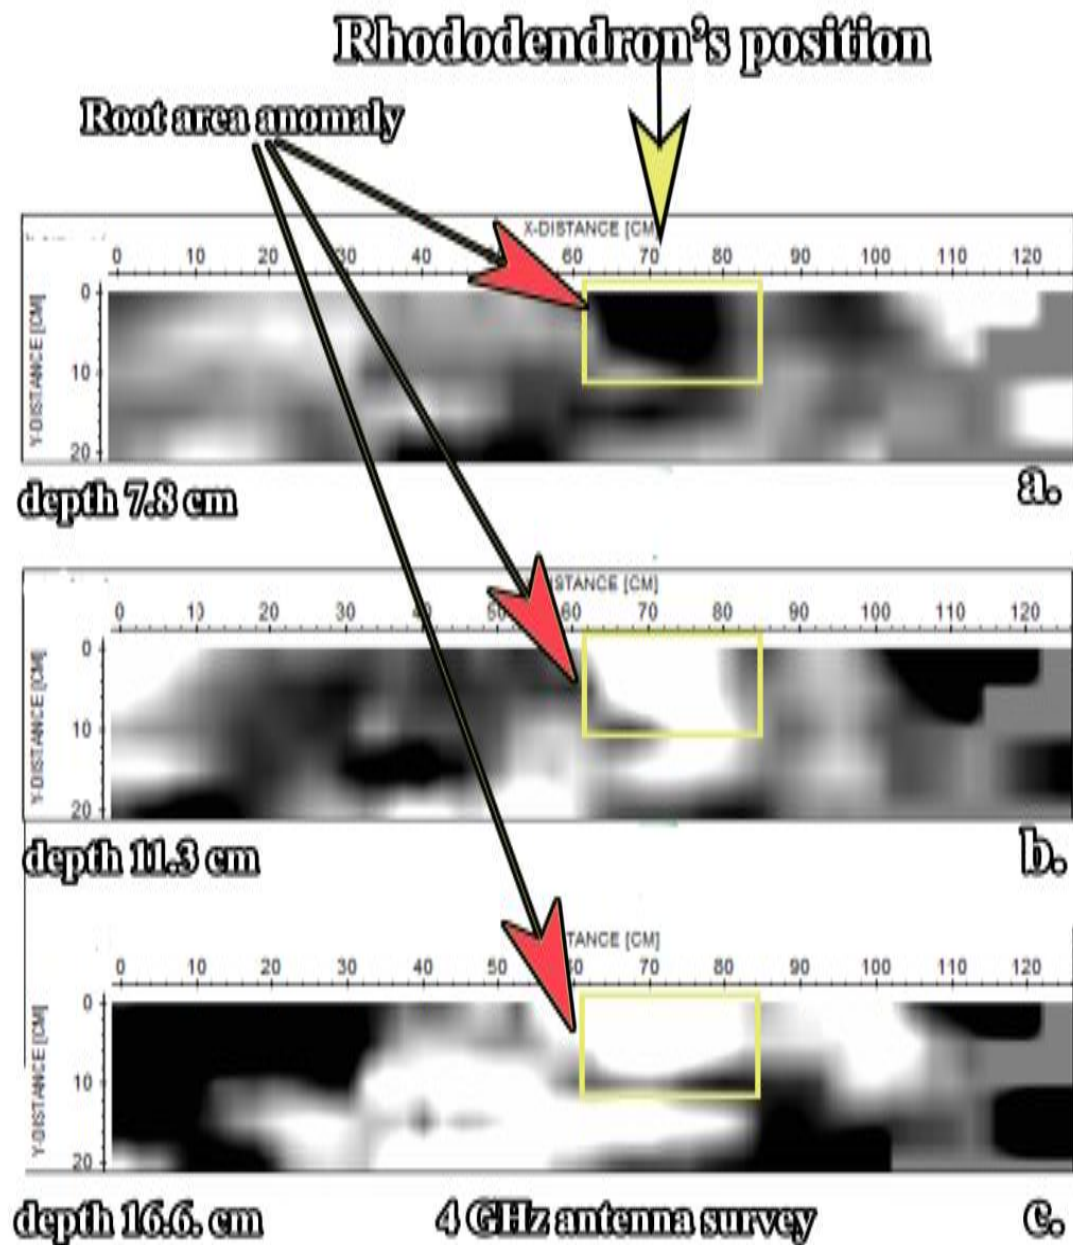 Rhododendron's position
Root area anomaly
X-DISTANCE [CM]
0 10 20 30 40 50 60 70 80 90 100 110 120
Y-DISTANCE [CM]
0
10
20
depth 7.8 cm
a.
ISTANCE [CM]
0 10 20 30 40 50 60 70 80 90 100 110 120
Y-DISTANCE [CM]
0
10
20
depth 11.3 cm
b.
TANCE [CM]
0 10 20 30 40 50 60 70 80 90 100 110 120
Y-DISTANCE [CM]
0
10
20
depth 16.6. cm
4 GHz antenna survey
c.